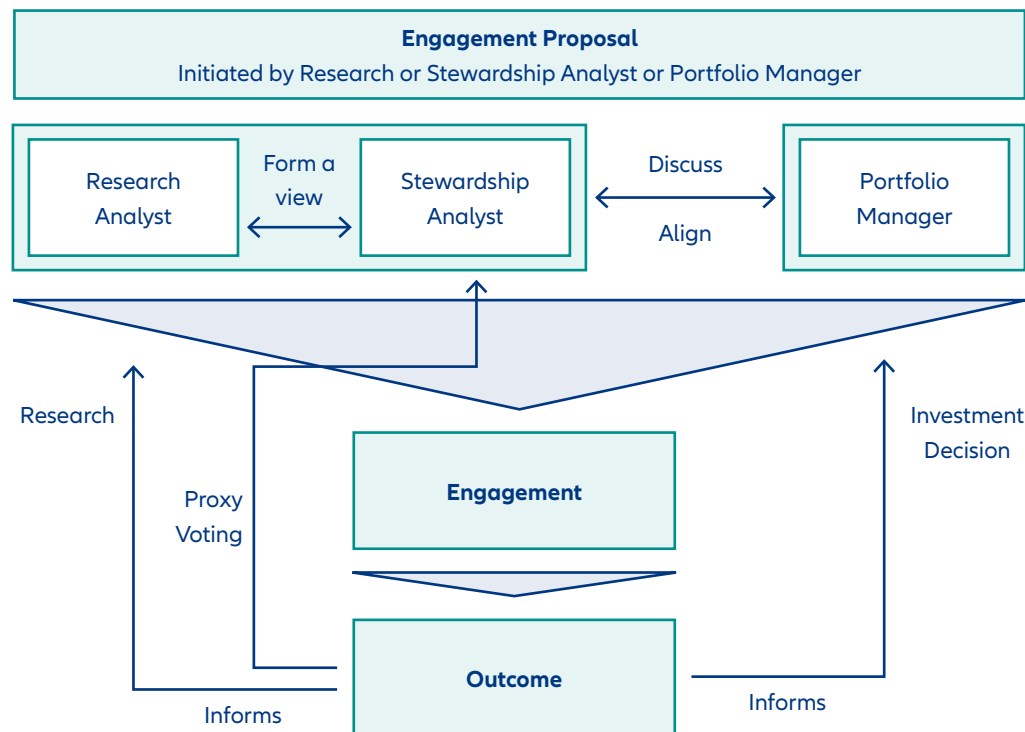 Engagement Proposal
Initiated by Research or Stewardship Analyst or Portfolio Manager
Research
Analyst
Form a
view
Stewardship
Analyst
Discuss
Align
Portfolio
Manager
Research
Investment
Decision
Proxy
Voting
Engagement
Outcome
Informs
Informs